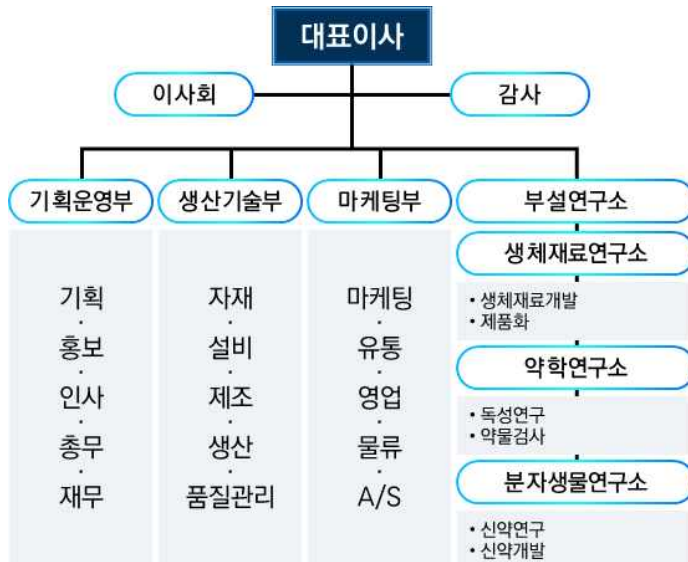 대표이사
이사회
감사
기획운영부
생산기술부
마케팅부
부설연구소
기획
·
홍보
·
인사
·
총무
·
재무
자재
·
설비
·
제조
·
생산
·
품질관리
마케팅
·
유통
·
영업
·
물류
·
A/S
생체재료연구소
• 생체재료개발
• 제품화
약학연구소
• 독성연구
• 약물검사
분자생물연구소
• 신약연구
• 신약개발